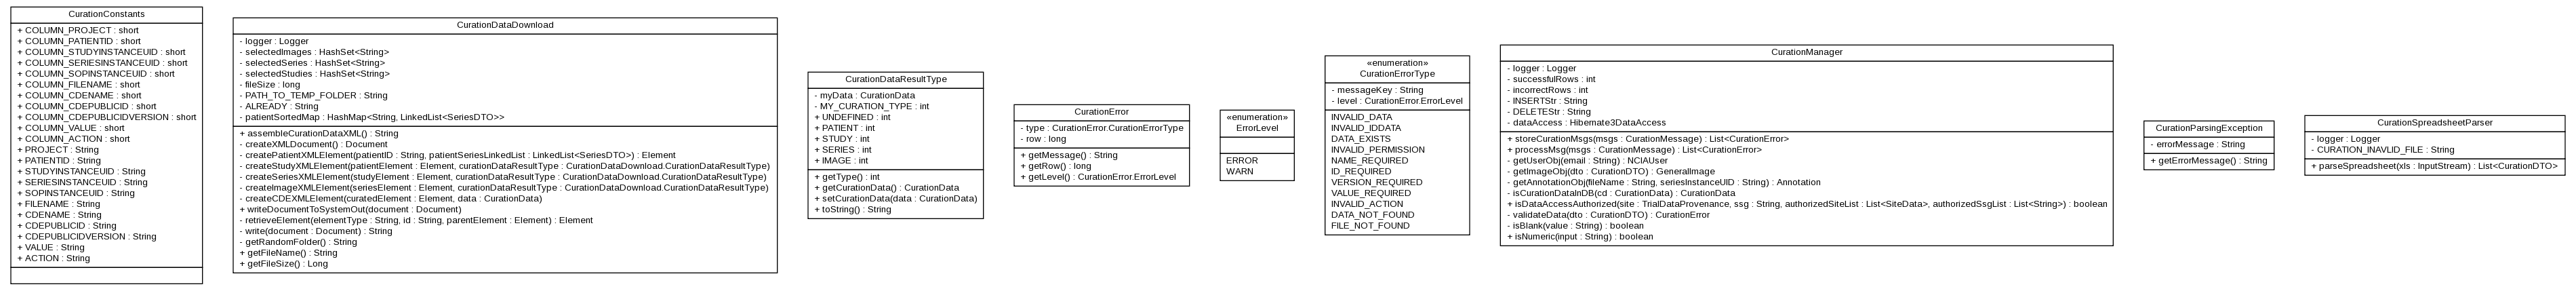 CurationConstants
+ COLUMN_PROJECT : short
+ COLUMN_PATIENTID : short
+ COLUMN_STUDYINSTANCEUID : short
+ COLUMN_SERIESINSTANCEUID : short
+ COLUMN_SOPINSTANCEUID : short
+ COLUMN_FILENAME : short
+ COLUMN_CDENAME : short
+ COLUMN_CDEPUBLICID : short
+ COLUMN_CDEPUBLICIDVERSION : short
+ COLUMN_VALUE : short
+ COLUMN_ACTION : short
+ PROJECT : String
+ PATIENTID : String
+ STUDYINSTANCEUID : String
+ SERIESINSTANCEUID : String
+ SOPINSTANCEUID : String
+ FILENAME : String
+ CDENAME : String
+ CDEPUBLICID : String
+ CDEPUBLICIDVERSION : String
+ VALUE : String
+ ACTION : String
CurationDataDownload
- logger : Logger
- selectedImages : HashSet<String>
- selectedSeries : HashSet<String>
- selectedStudies : HashSet<String>
- fileSize : long
- PATH_TO_TEMP_FOLDER : String
- ALREADY : String
- patientSortedMap : HashMap<String, LinkedList<SeriesDTO>>
+ assembleCurationDataXML() : String
- createXMLDocument() : Document
- createPatientXMLElement(patientID : String, patientSeriesLinkedList : LinkedList<SeriesDTO>) : Element
- createStudyXMLElement(patientElement : Element, curationDataResultType : CurationDataDownload.CurationDataResultType)
- createSeriesXMLElement(studyElement : Element, curationDataResultType : CurationDataDownload.CurationDataResultType)
- createImageXMLElement(seriesElement : Element, curationDataResultType : CurationDataDownload.CurationDataResultType)
- createCDEXMLElement(curatedElement : Element, data : CurationData)
+ writeDocumentToSystemOut(document : Document)
- retrieveElement(elementType : String, id : String, parentElement : Element) : Element
- write(document : Document) : String
- getRandomFolder() : String
+ getFileName() : String
+ getFileSize() : Long
CurationDataResultType
- myData : CurationData
- MY_CURATION_TYPE : int
+ UNDEFINED : int
+ PATIENT : int
+ STUDY : int
+ SERIES : int
+ IMAGE : int
+ getType() : int
+ getCurationData() : CurationData
+ setCurationData(data : CurationData)
+ toString() : String
CurationError
- type : CurationError.CurationErrorType
- row : long
+ getMessage() : String
+ getRow() : long
+ getLevel() : CurationError.ErrorLevel
«enumeration»
ErrorLevel
ERROR
WARN
«enumeration»
CurationErrorType
- messageKey : String
- level : CurationError.ErrorLevel
INVALID_DATA
INVALID_IDDATA
DATA_EXISTS
INVALID_PERMISSION
NAME_REQUIRED
ID_REQUIRED
VERSION_REQUIRED
VALUE_REQUIRED
INVALID_ACTION
DATA_NOT_FOUND
FILE_NOT_FOUND
CurationManager
- logger : Logger
- successfulRows : int
- incorrectRows : int
- INSERTStr : String
- DELETEStr : String
- dataAccess : Hibernate3DataAccess
+ storeCurationMsgs(msgs : CurationMessage) : List<CurationError>
+ processMsg(msgs : CurationMessage) : List<CurationError>
- getUserObj(email : String) : NCIAUser
- getImageObj(dto : CurationDTO) : GeneralImage
- getAnnotationObj(fileName : String, seriesInstanceUID : String) : Annotation
- isCurationDataInDB(cd : CurationData) : CurationData
+ isDataAccessAuthorized(site : TrialDataProvenance, ssg : String, authorizedSiteList : List<SiteData>, authorizedSsgList : List<String>) : boolean
- validateData(dto : CurationDTO) : CurationError
- isBlank(value : String) : boolean
+ isNumeric(input : String) : boolean
CurationParsingException
- errorMessage : String
+ getErrorMessage() : String
CurationSpreadsheetParser
- logger : Logger
- CURATION_INAVLID_FILE : String
+ parseSpreadsheet(xls : InputStream) : List<CurationDTO>